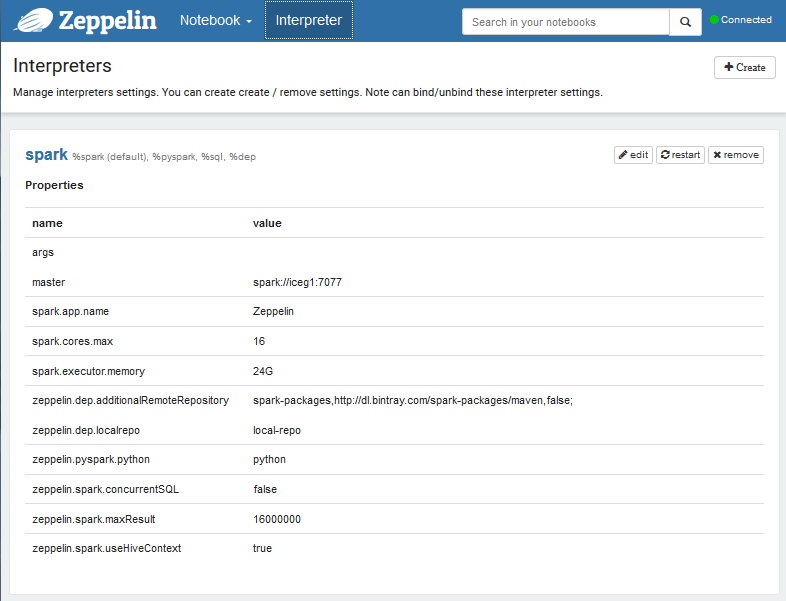 Zeppelin Notebook Interpreter Search in your notebooks Connected
Interpreters Create
Manage interpreters settings. You can create create / remove settings. Note can bind/unbind these interpreter settings.
spark %spark (default), %pyspark, %sql, %dep edit restart remove
Properties
name value
args
master spark://iceg1:7077
spark.app.name Zeppelin
spark.cores.max 16
spark.executor.memory 24G
zeppelin.dep.additionalRemoteRepository spark-packages,http://dl.bintray.com/spark-packages/maven,false;
zeppelin.dep.localrepo local-repo
zeppelin.pyspark.python python
zeppelin.spark.concurrentSQL false
zeppelin.spark.maxResult 16000000
zeppelin.spark.useHiveContext true